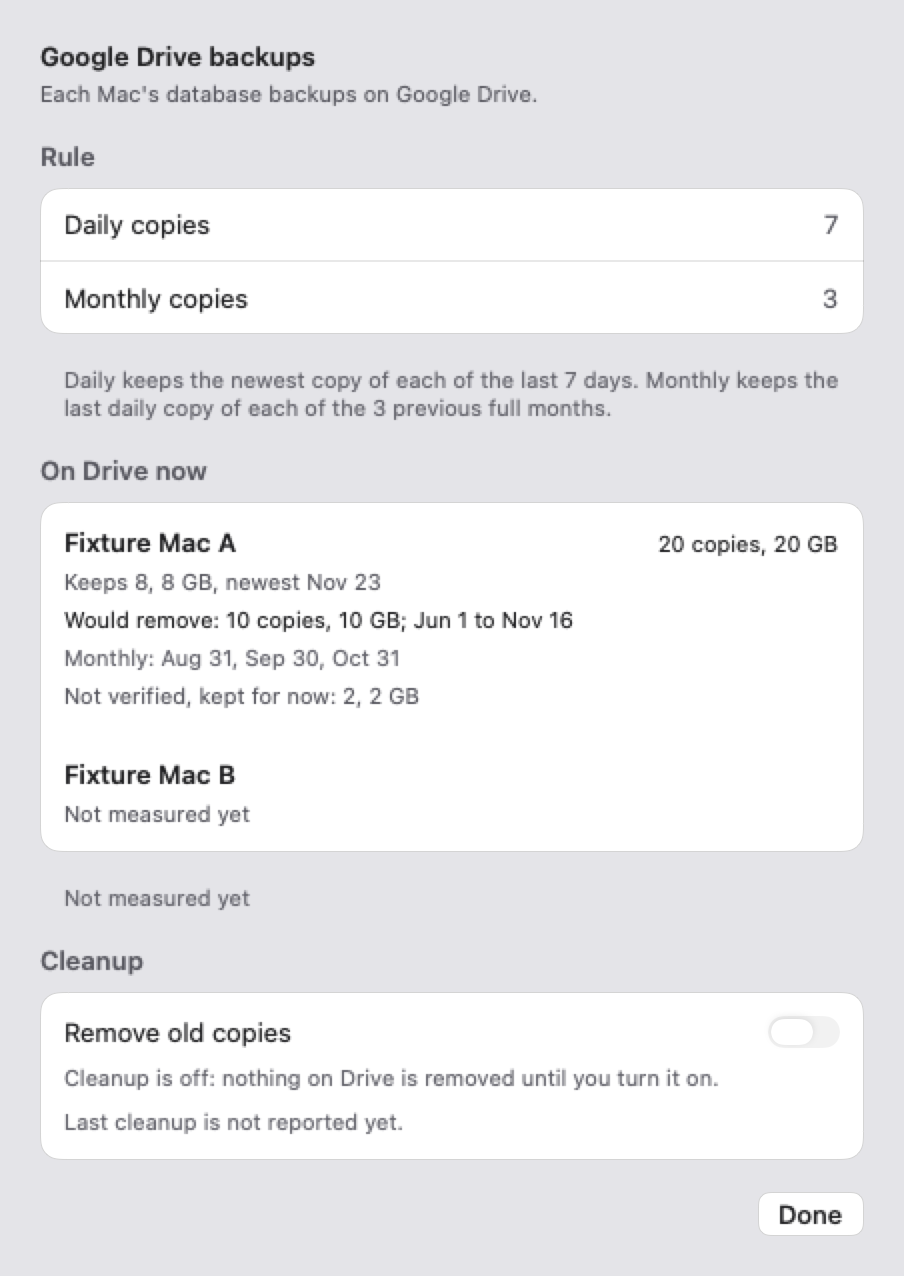 Google Drive backups
Each Mac's database backups on Google Drive.
Rule
Daily copies 7
Monthly copies 3
Daily keeps the newest copy of each of the last 7 days. Monthly keeps the
last daily copy of each of the 3 previous full months.
On Drive now
Fixture Mac A 20 copies, 20 GB
Keeps 8, 8 GB, newest Nov 23
Would remove: 10 copies, 10 GB; Jun 1 to Nov 16
Monthly: Aug 31, Sep 30, Oct 31
Not verified, kept for now: 2, 2 GB
Fixture Mac B
Not measured yet
Not measured yet
Cleanup
Remove old copies
Cleanup is off: nothing on Drive is removed until you turn it on.
Last cleanup is not reported yet.
Done